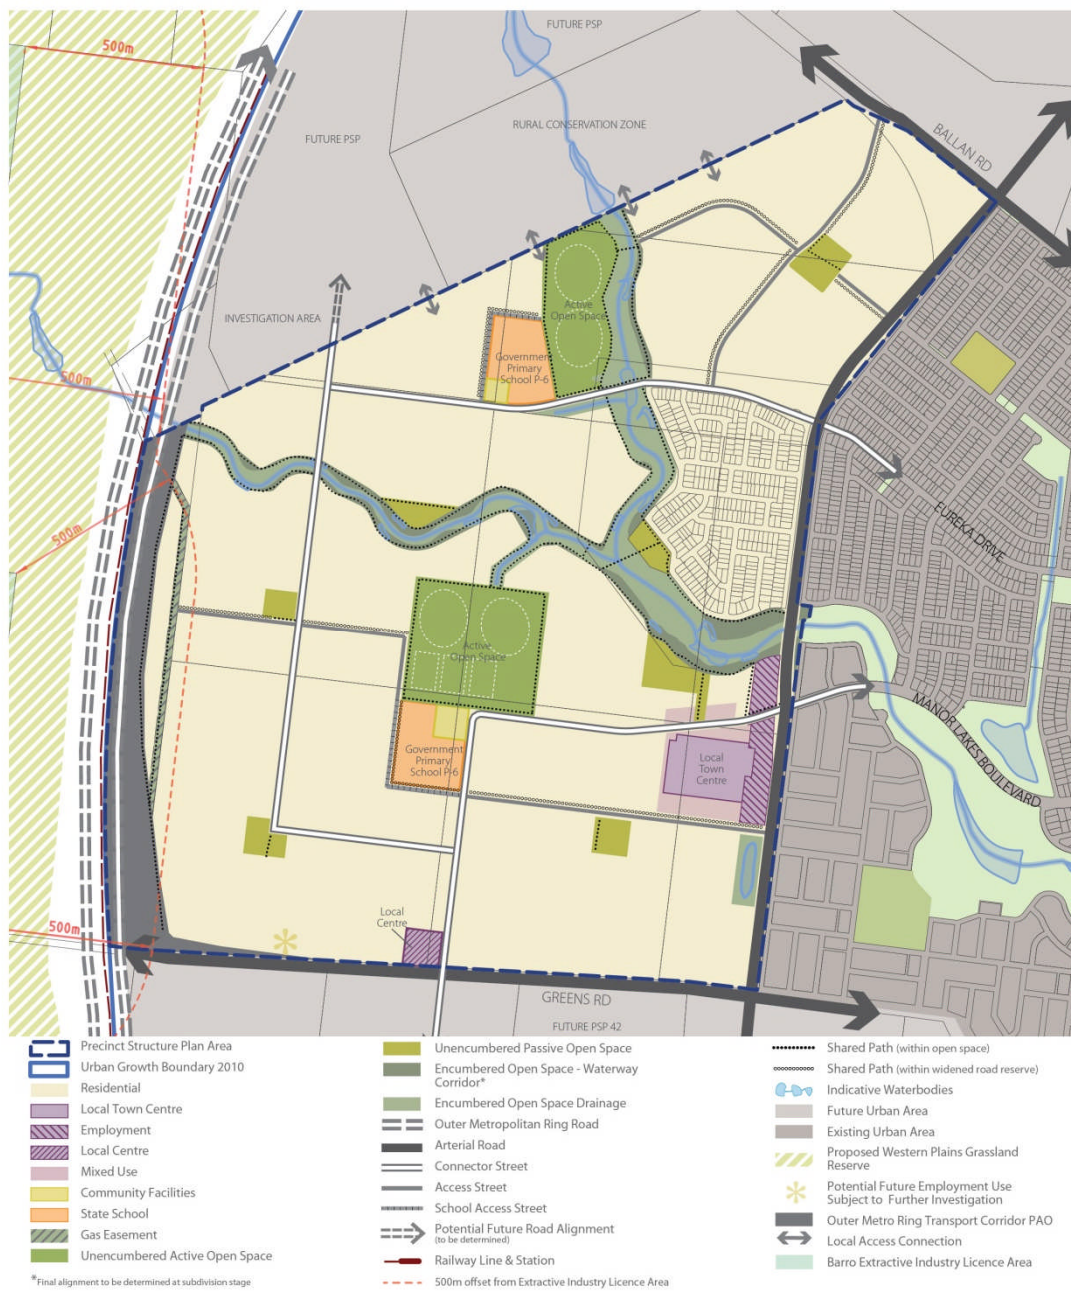 FUTURE PSP
500m
BALLAN RD
RURAL CONSERVATION ZONE
FUTURE PSP
Active
Open Space
INVESTIGATION AREA
Government
Primary
School P-6
500m
EUREKA DRIVE
500m
Active
Open Space
MANOR LAKES BOULEVARD
Government
Primary
School P-6
Local
Town
Centre
Local
Centre
500m
GREENS RD
FUTURE PSP 42
Precinct Structure Plan Area
Urban Growth Boundary 2010
Residential
Local Town Centre
Employment
Local Centre
Mixed Use
Community Facilities
State School
Gas Easement
Unencumbered Active Open Space
*Final alignment to be determined at subdivision stage
Unencumbered Passive Open Space
Encumbered Open Space - Waterway
Corridor*
Encumbered Open Space Drainage
Outer Metropolitan Ring Road
Arterial Road
Connector Street
Access Street
School Access Street
Potential Future Road Alignment
(to be determined)
Railway Line & Station
500m offset from Extractive Industry Licence Area
Shared Path (within open space)
Shared Path (within widened road reserve)
Indicative Waterbodies
Future Urban Area
Existing Urban Area
Proposed Western Plains Grassland
Reserve
Potential Future Employment Use
Subject to Further Investigation
Outer Metro Ring Transport Corridor PAO
Local Access Connection
Barro Extractive Industry Licence Area